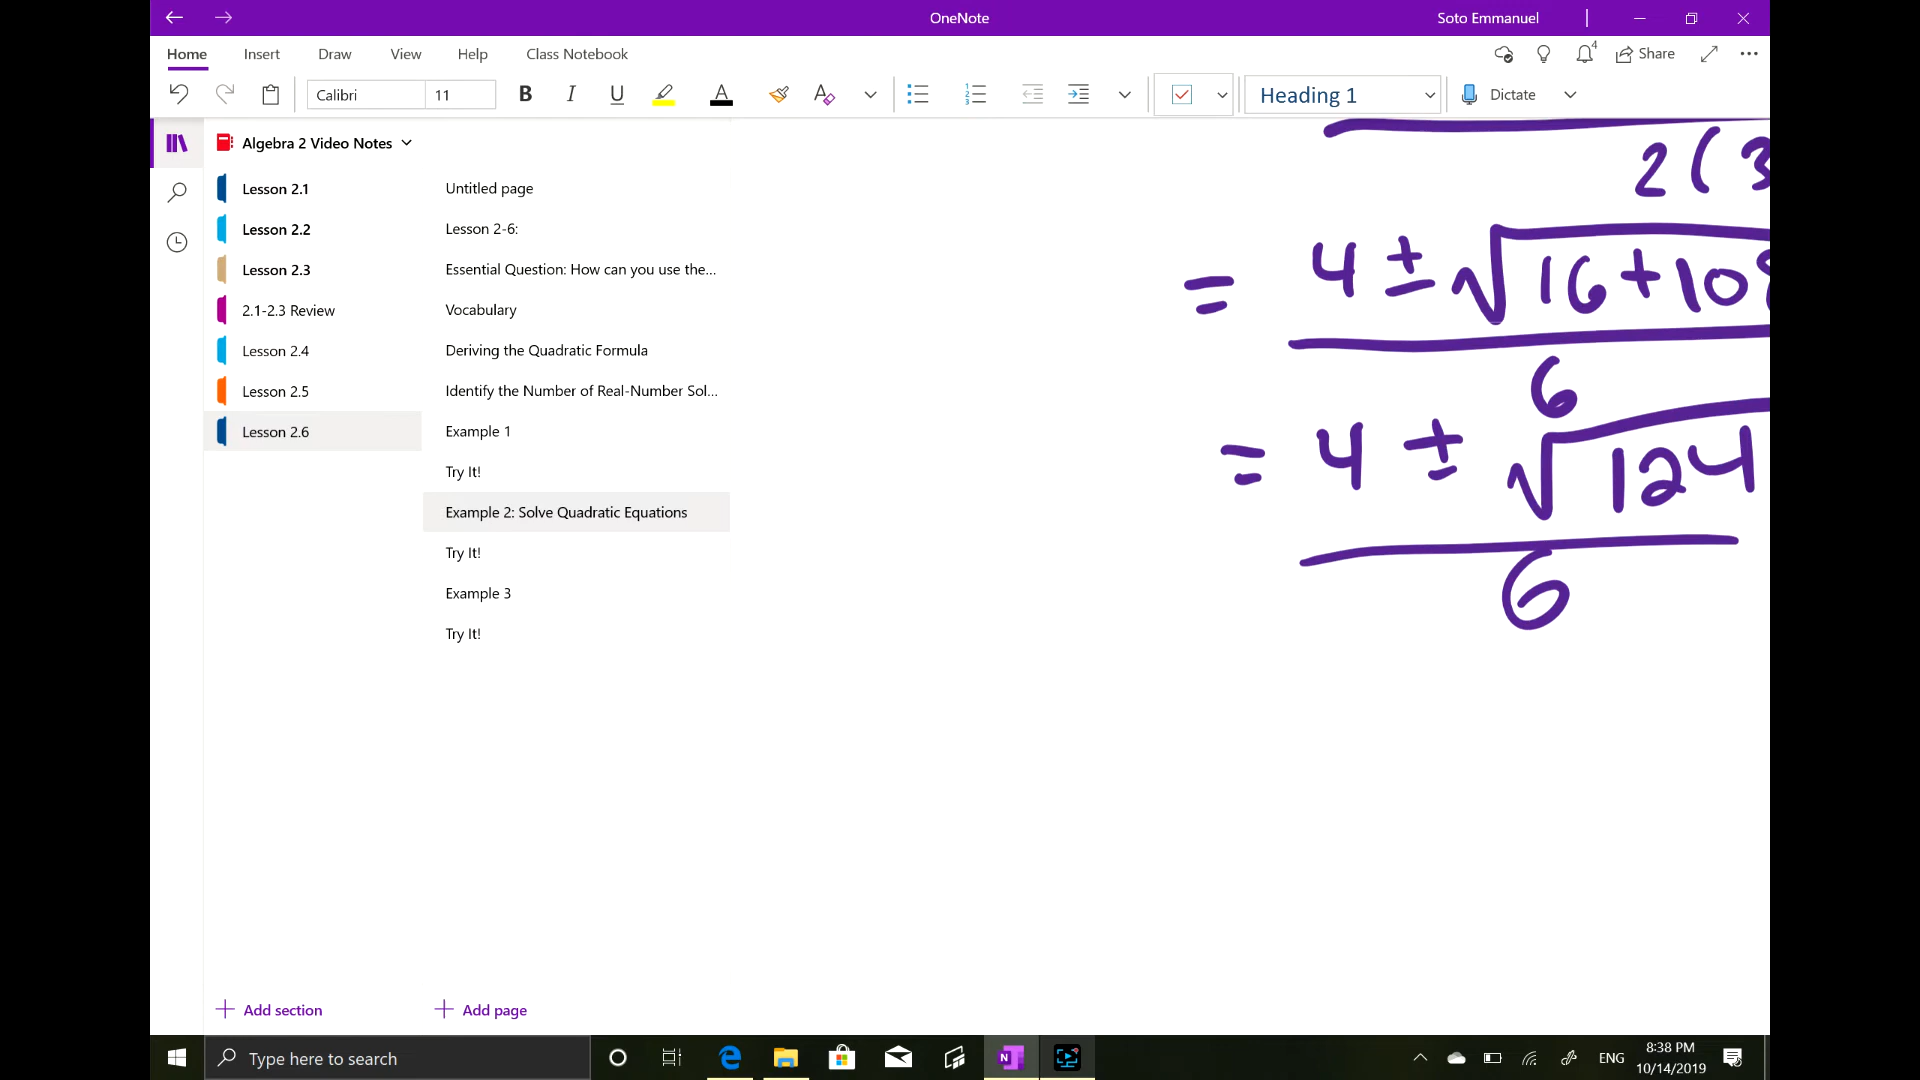 OneNote
Soto Emmanuel
Home Insert Draw View Help Class Notebook
4
Share
Calibri 11 B I U A A Heading 1 Dictate
Algebra 2 Video Notes
Lesson 2.1
Lesson 2.2
Lesson 2.3
2.1-2.3 Review
Lesson 2.4
Lesson 2.5
Lesson 2.6
Untitled page
Lesson 2-6:
Essential Question: How can you use the...
Vocabulary
Deriving the Quadratic Formula
Identify the Number of Real-Number Sol...
Example 1
Try It!
Example 2: Solve Quadratic Equations
Try It!
Example 3
Try It!
2(3
= 4 ± √16+108
6
= 4 ± √124
6
+ Add section
+ Add page
Type here to search
N
ENG
8:38 PM
10/14/2019